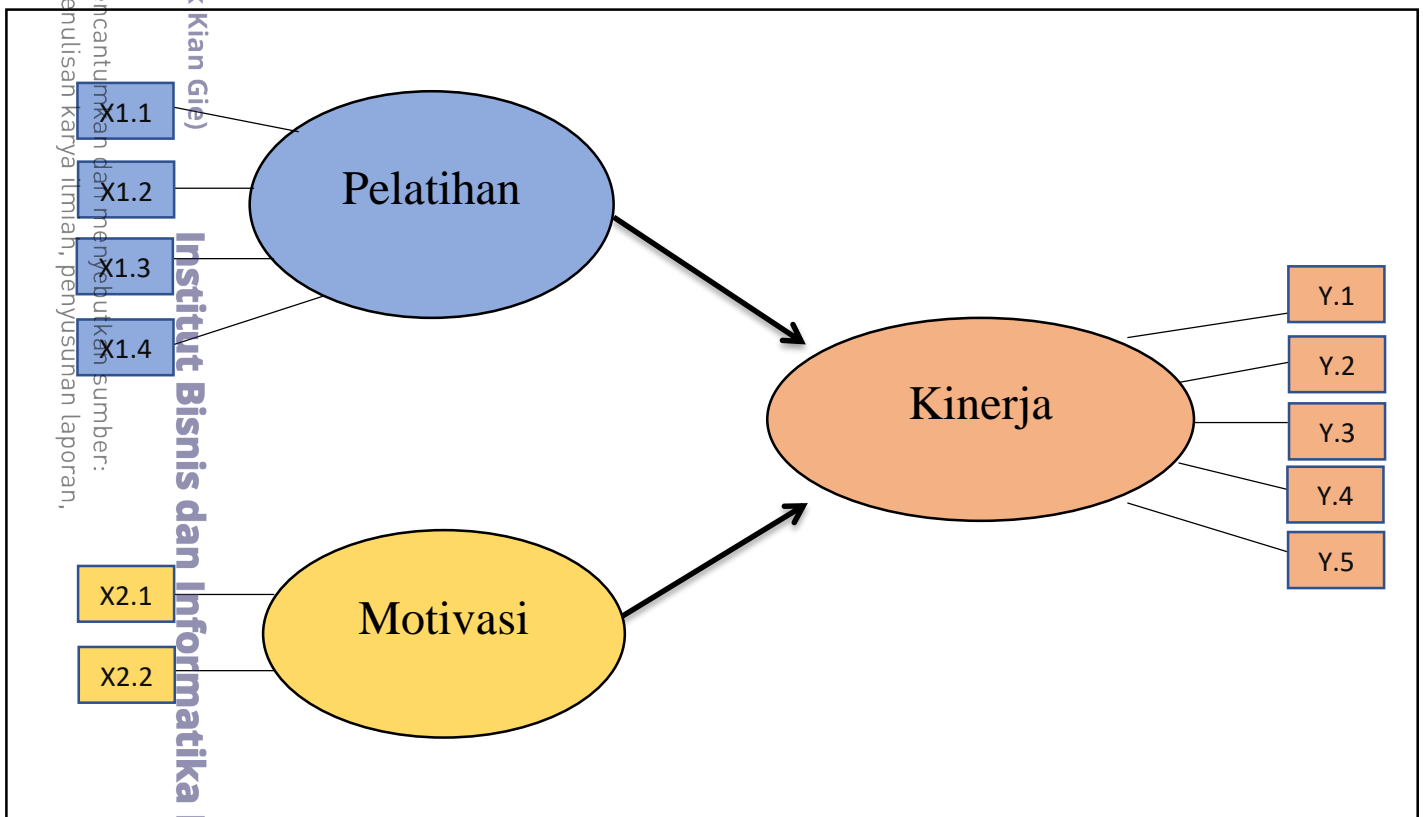 k Kian Gie)
Institut Bisnis dan Informatika
encantumkan dan menyebutkan sumber:
enulisan karya ilmiah, penyusunan laporan,
X1.1
X1.2
X1.3
X1.4
Pelatihan
X2.1
X2.2
Motivasi
Kinerja
Y.1
Y.2
Y.3
Y.4
Y.5